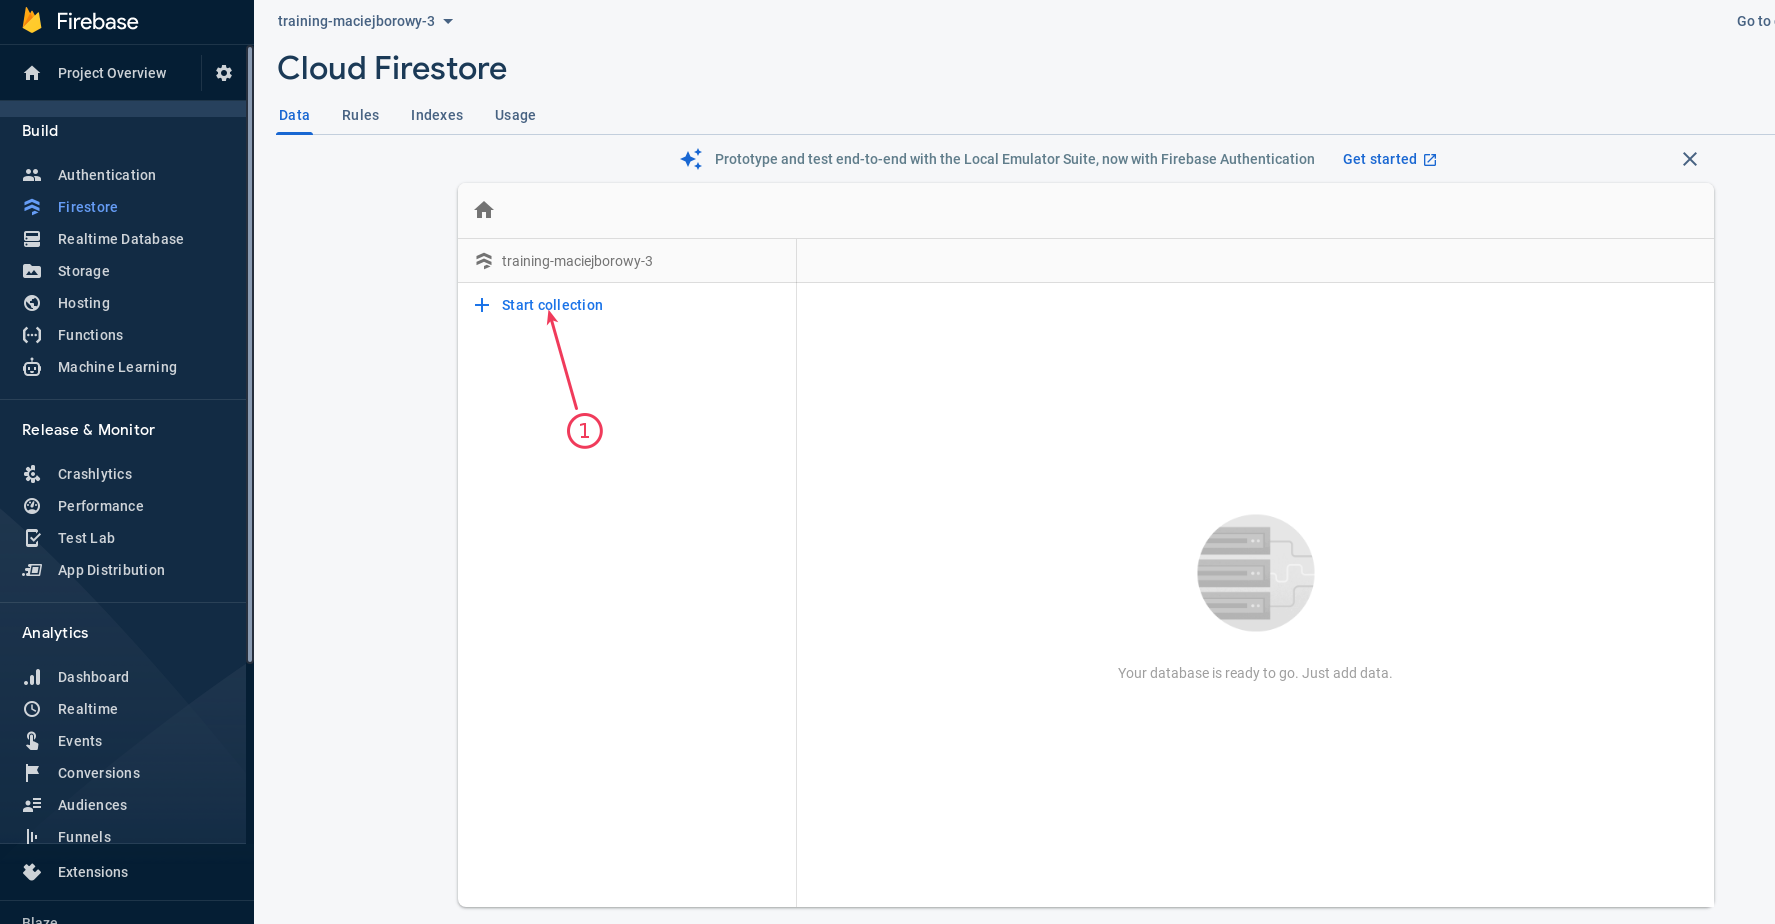 Firebase
Project Overview
Build
Authentication
Firestore
Realtime Database
Storage
Hosting
Functions
Machine Learning
Release & Monitor
Crashlytics
Performance
Test Lab
App Distribution
Analytics
Dashboard
Realtime
Events
Conversions
Audiences
Funnels
Extensions
Blaze
training-maciejborowy-3
Go to
Cloud Firestore
Data Rules Indexes Usage
Prototype and test end-to-end with the Local Emulator Suite, now with Firebase Authentication Get started
training-maciejborowy-3
Start collection
1
Your database is ready to go. Just add data.